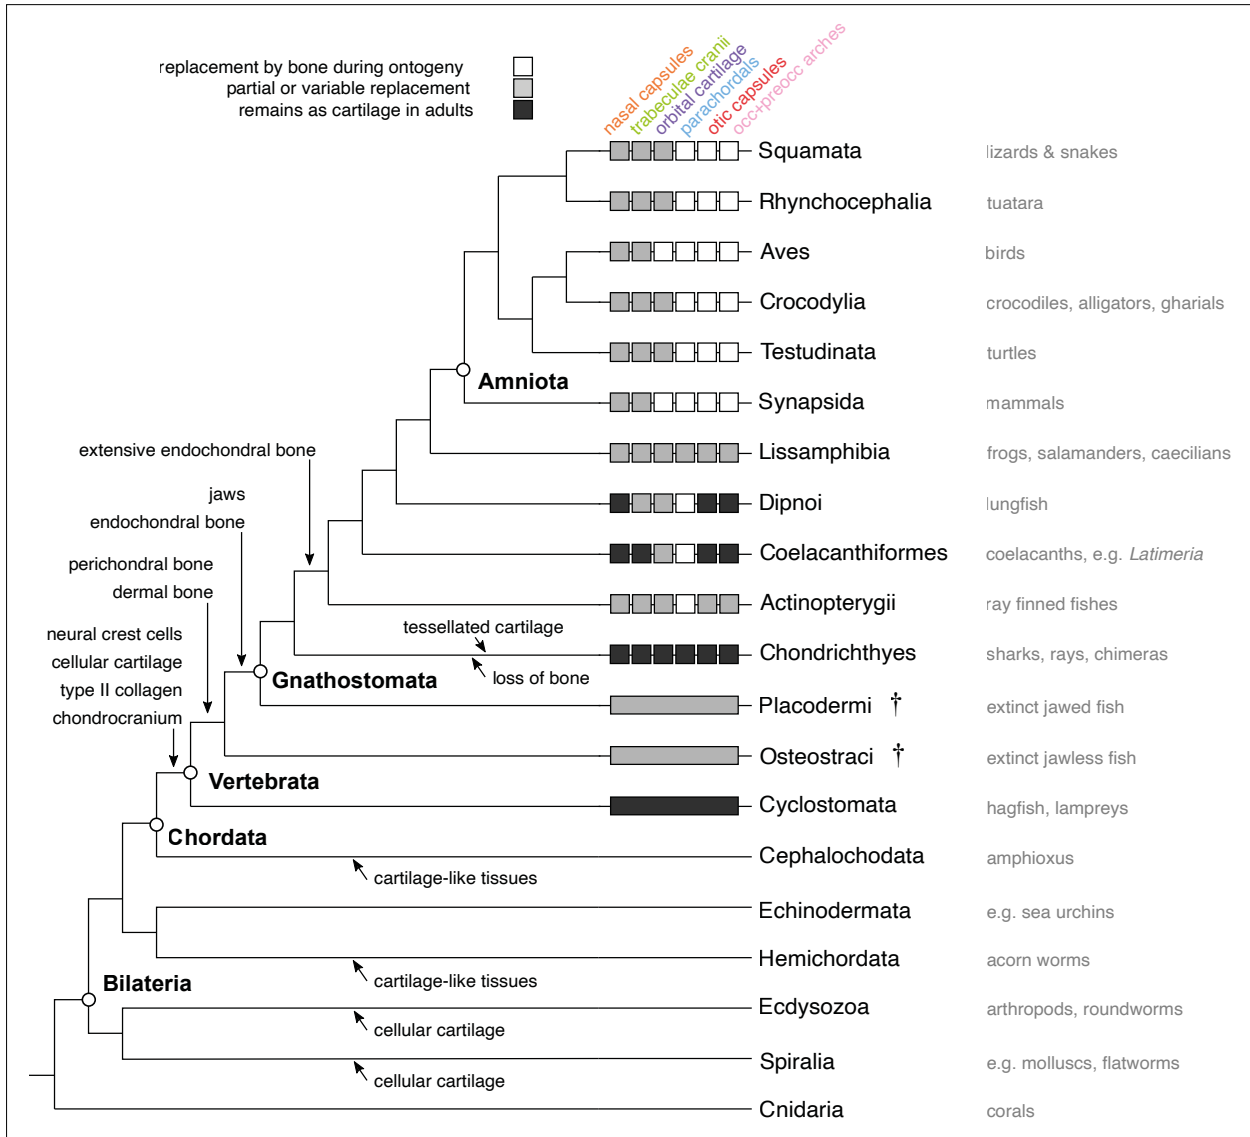 replacement by bone during ontogeny
partial or variable replacement
remains as cartilage in adults
nasal capsules
trabeculae cranii
orbital cartilage
parachordals
otic capsules
occ+preocc arches
Squamata lizards & snakes
Rhynchocephalia tuatara
Aves birds
Crocodylia crocodiles, alligators, gharials
Testudinata turtles
Amniota
Synapsida mammals
extensive endochondral bone
Lissamphibia frogs, salamanders, caecilians
jaws
endochondral bone
Dipnoi lungfish
Coelacanthiformes coelacanths, e.g. Latimeria
perichondral bone
dermal bone
Actinopterygii ray finned fishes
neural crest cells
cellular cartilage
type II collagen
chondrocranium
tessellated cartilage
Chondrichthyes sharks, rays, chimeras
loss of bone
Gnathostomata
Placodermi † extinct jawed fish
Osteostraci † extinct jawless fish
Vertebrata
Cyclostomata hagfish, lampreys
Chordata
Cephalochodata amphioxus
cartilage-like tissues
Echinodermata e.g. sea urchins
Hemichordata acorn worms
cartilage-like tissues
Bilateria
Ecdysozoa arthropods, roundworms
cellular cartilage
Spiralia e.g. molluscs, flatworms
cellular cartilage
Cnidaria corals